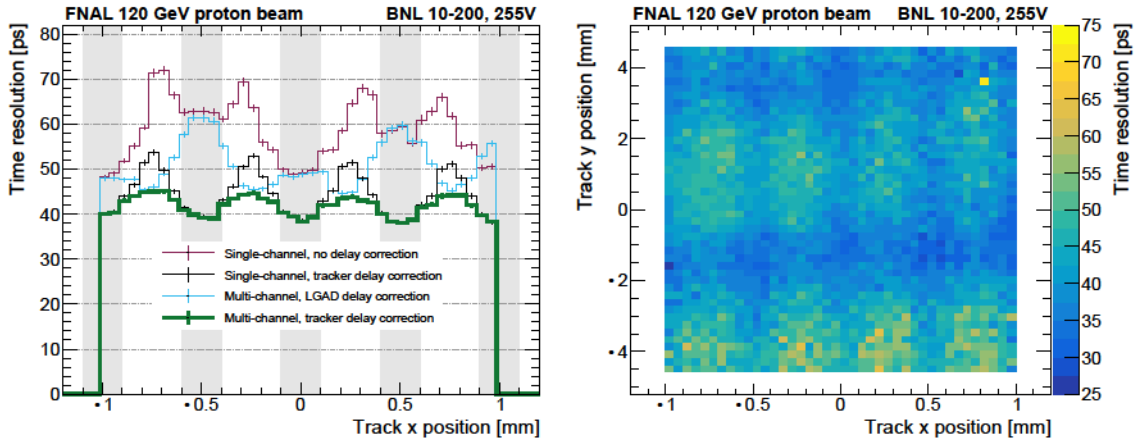 FNAL 120 GeV proton beam BNL 10-200, 255V
Time resolution [ps]
80
70
60
50
40
30
20
10
0
Single-channel, no delay correction
Single-channel, tracker delay correction
Multi-channel, LGAD delay correction
Multi-channel, tracker delay correction
-1 -0.5 0 0.5 1
Track x position [mm]
FNAL 120 GeV proton beam BNL 10-200, 255V
Track y position [mm]
4
2
0
-2
-4
-1 -0.5 0 0.5 1
Track x position [mm]
75
70
65
60
55
50
45
40
35
30
25
Time resolution [ps]